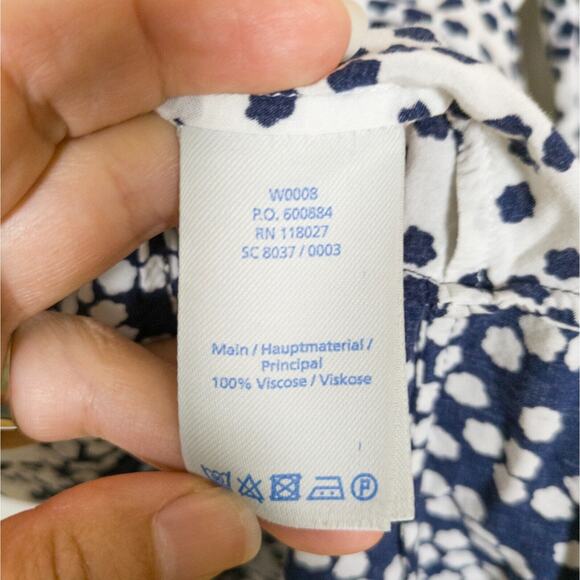 W0008
P.O. 600884
RN 118027
SC 8037 / 0003
Main / Hauptmaterial /
Principal
100% Viscose / Viskose
P